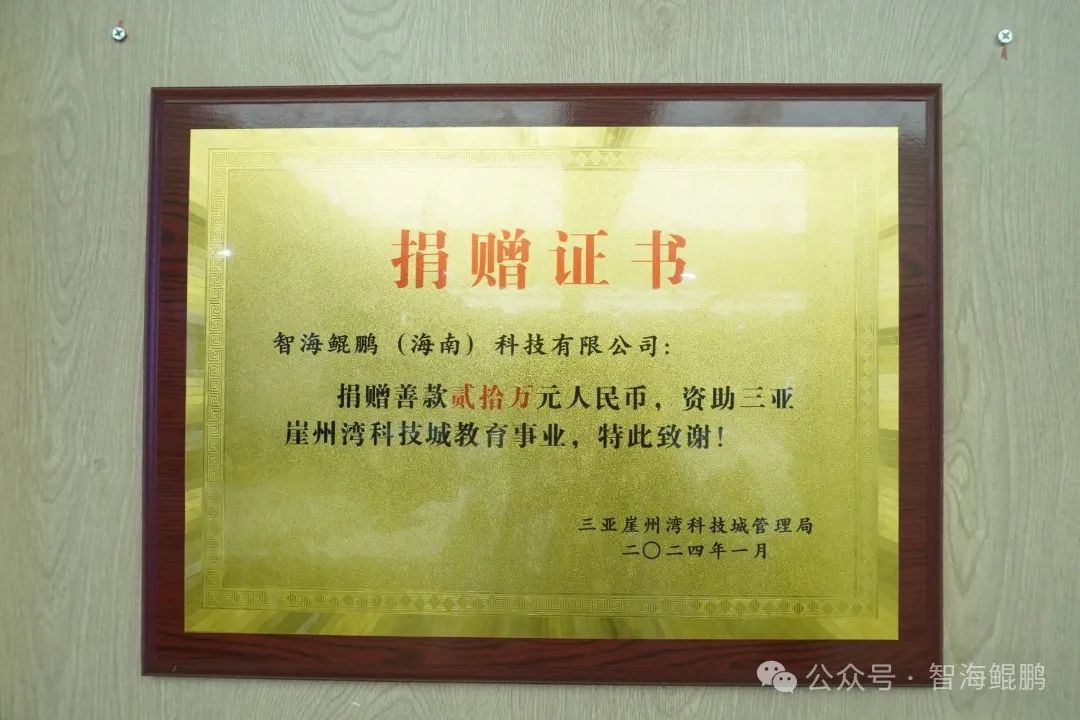 捐赠证书
智海鲲鹏（海南）科技有限公司：
捐赠善款贰拾万元人民币，资助三亚
崖州湾科技城教育事业，特此致谢！
三亚崖州湾科技城管理局
二〇二四年一月
公众号·智海鲲鹏